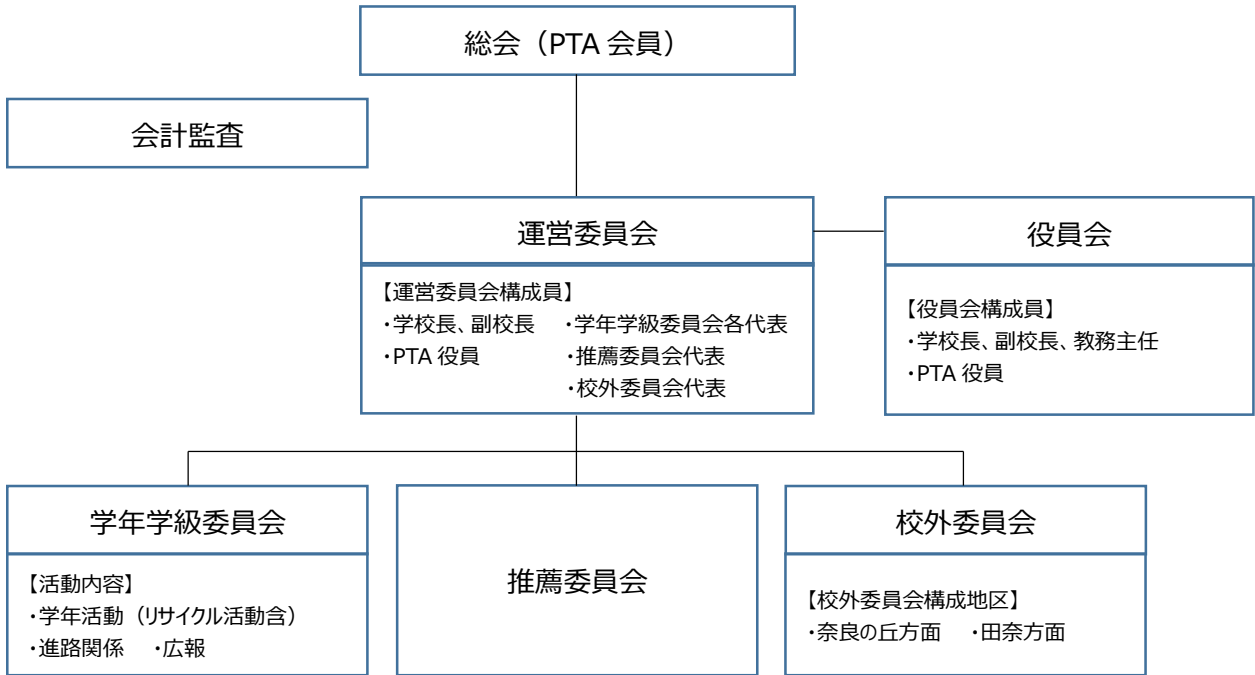 総会（PTA 会員）
会計監査
運営委員会
【運営委員会構成員】
・学校長、副校長　・学年学級委員会各代表
・PTA 役員　・推薦委員会代表
・校外委員会代表
役員会
【役員会構成員】
・学校長、副校長、教務主任
・PTA 役員
学年学級委員会
【活動内容】
・学年活動（リサイクル活動含）
・進路関係　・広報
推薦委員会
校外委員会
【校外委員会構成地区】
・奈良の丘方面　・田奈方面